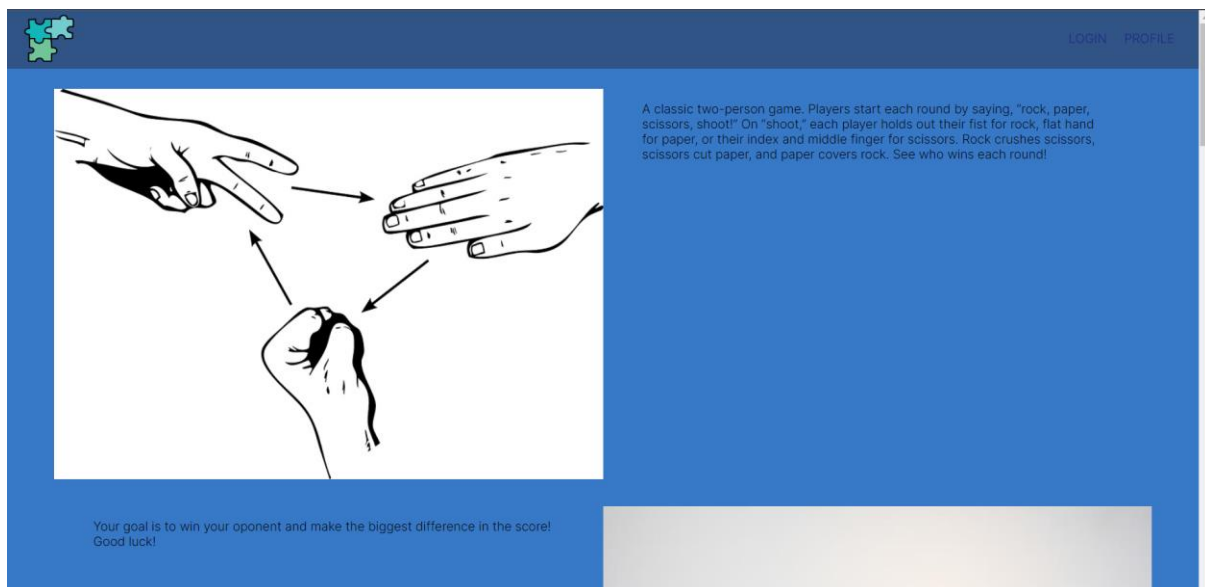 LOGIN PROFILE
A classic two-person game. Players start each round by saying, "rock, paper,
scissors, shoot!" On "shoot," each player holds out their fist for rock, flat hand
for paper, or their index and middle finger for scissors. Rock crushes scissors,
scissors cut paper, and paper covers rock. See who wins each round!
Your goal is to win your oponent and make the biggest difference in the score!
Good luck!